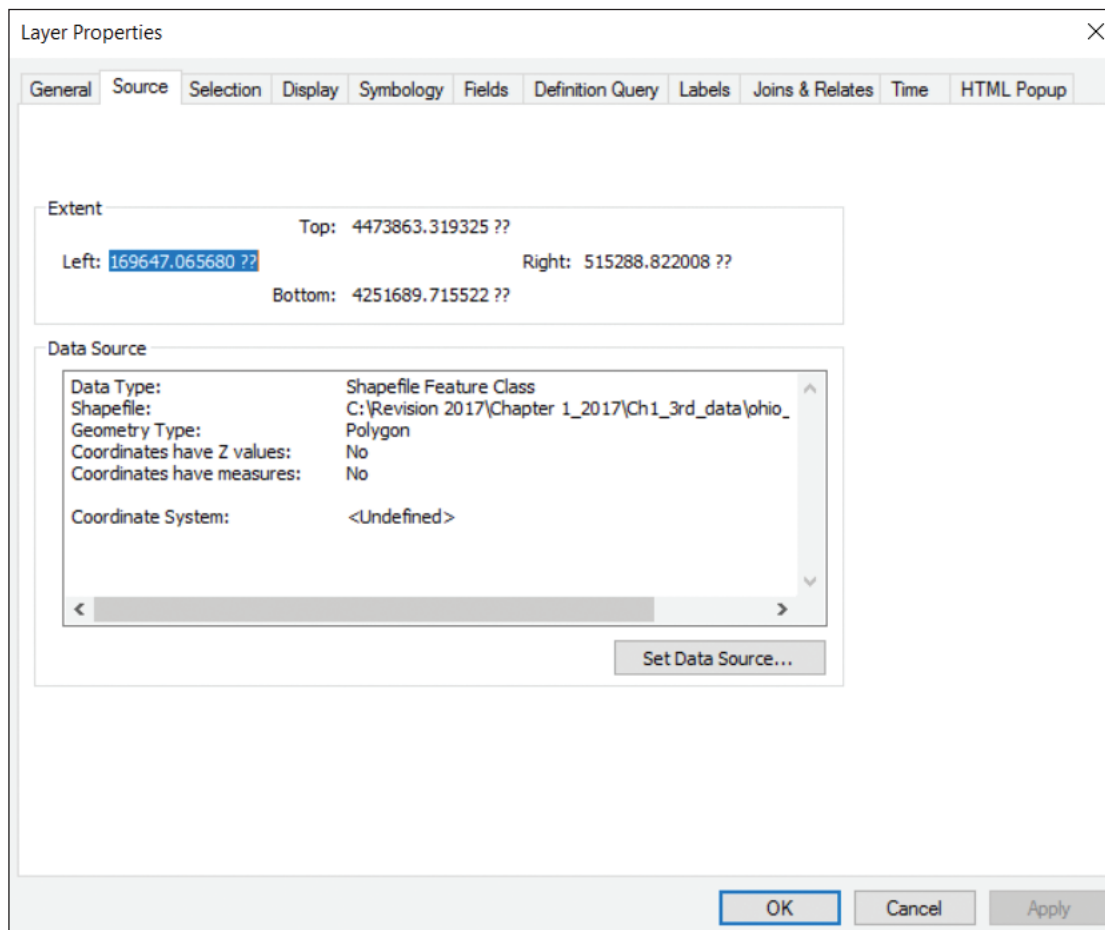 Layer Properties
General Source Selection Display Symbology Fields Definition Query Labels Joins & Relates Time HTML Popup
Extent
Top: 4473863.319325 ??
Left: 169647.065680 ?? Right: 515288.822008 ??
Bottom: 4251689.715522 ??
Data Source
Data Type: Shapefile Feature Class
Shapefile: C:\Revision 2017\Chapter 1_2017\Ch1_3rd_data\ohio_
Geometry Type: Polygon
Coordinates have Z values: No
Coordinates have measures: No
Coordinate System: <Undefined>
Set Data Source...
OK Cancel Apply